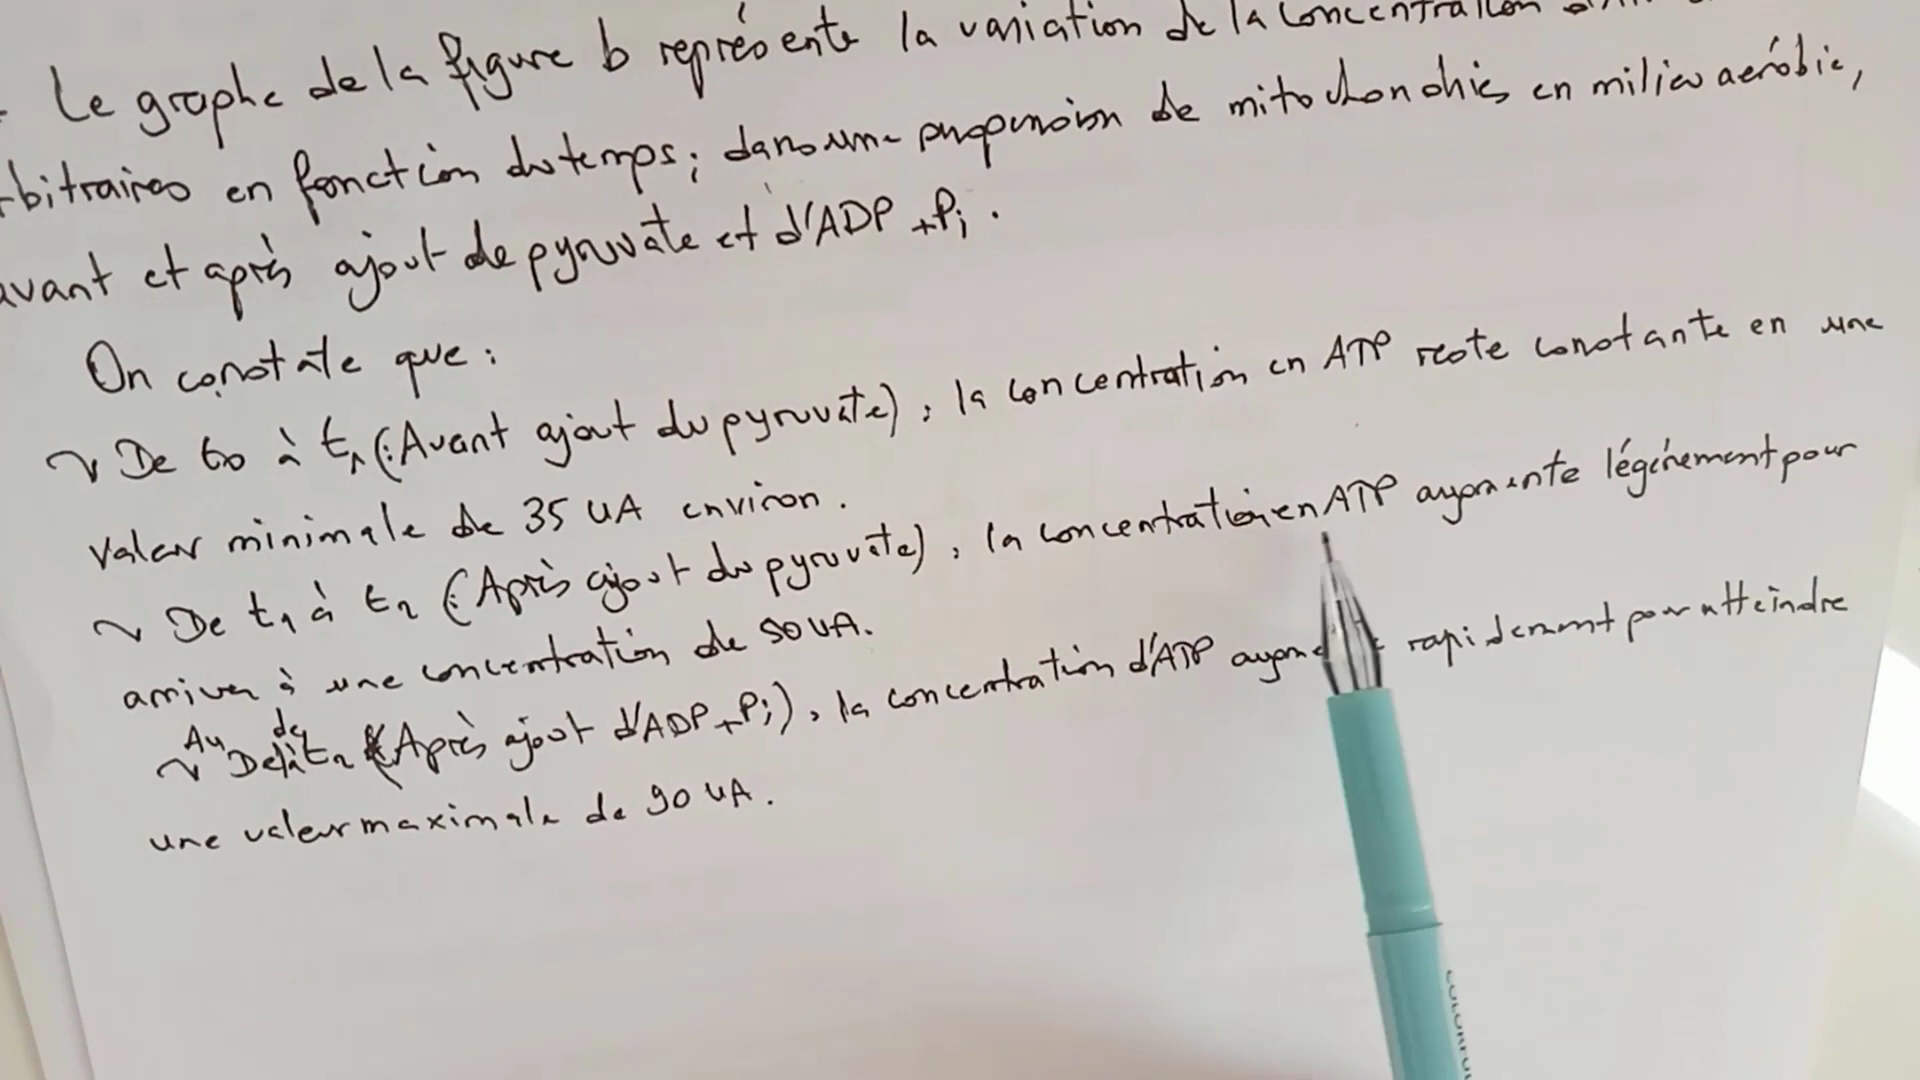 Le graphe de la figure b représente la variation de la concentration
rbitraires en fonction du temps; dans une suspension de mitochondries en milieu aérobie,
avant et après ajout de pyruvate et d'ADP+Pi.
On constate que:
De t0 à t1 (: Avant ajout du pyruvate), la concentration en ATP reste constante en une
valeur minimale de 35 UA environ.
De t1 à t2 (: Après ajout du pyruvate), la concentration en ATP augmente légèrement pour
arriver à une concentration de 50 UA.
Au Delà de t2 (Après ajout d'ADP+Pi), la concentration d'ATP rapidement pour atteindre
une valeur maximale de 90 UA.